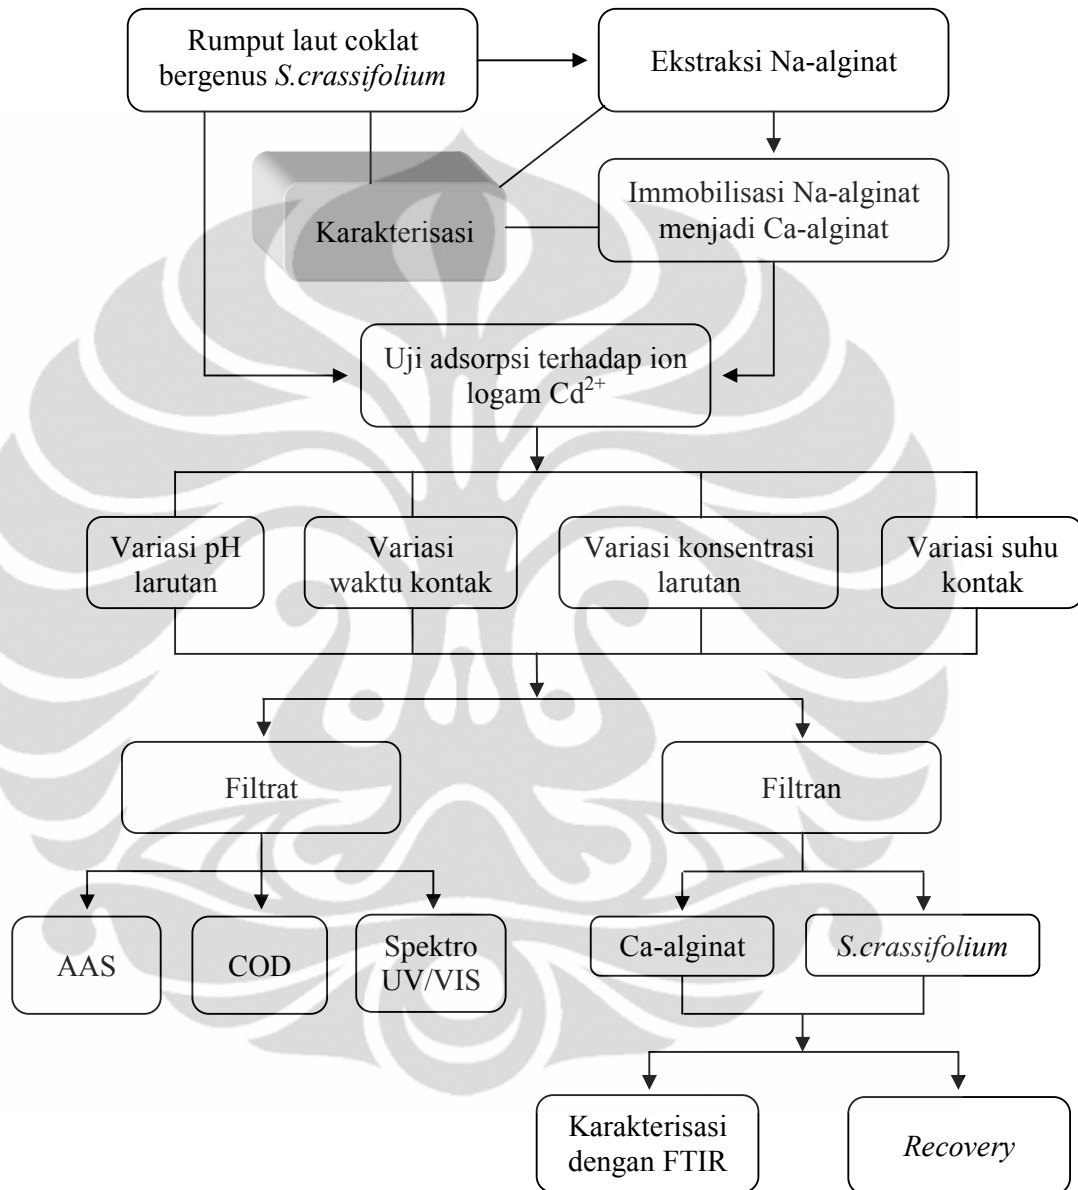 Rumput laut coklat
bergenus S.crassifolium
Ekstraksi Na-alginat
Karakterisasi
Immobilisasi Na-alginat
menjadi Ca-alginat
Uji adsorpsi terhadap ion
logam Cd²⁺
Variasi pH
larutan
Variasi
waktu kontak
Variasi konsentrasi
larutan
Variasi suhu
kontak
Filtrat
Filtran
AAS
COD
Spektro
UV/VIS
Ca-alginat
S.crassifolium
Karakterisasi
dengan FTIR
Recovery